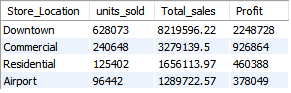 Store_Location units_sold Total_sales Profit
Downtown 628073 8219596.22 2248728
Commercial 240648 3279139.5 926864
Residential 125402 1656113.97 460388
Airport 96442 1289722.57 378049